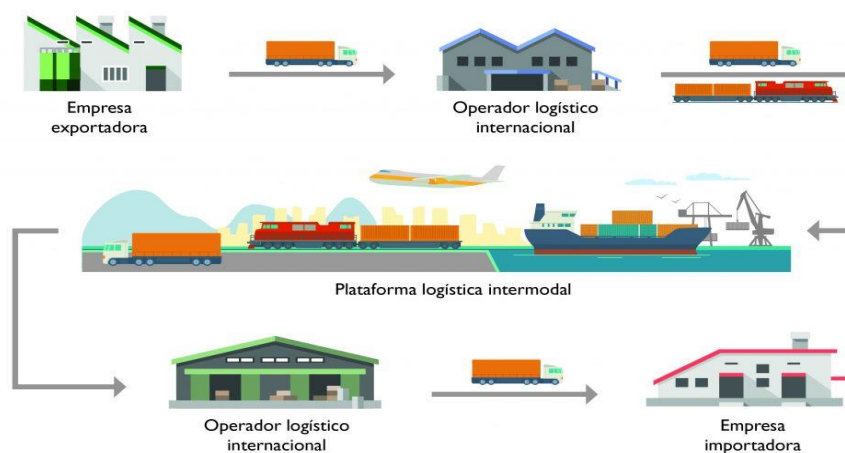 Empresa
exportadora
Operador logístico
internacional
Plataforma logística intermodal
Operador logístico
internacional
Empresa
importadora